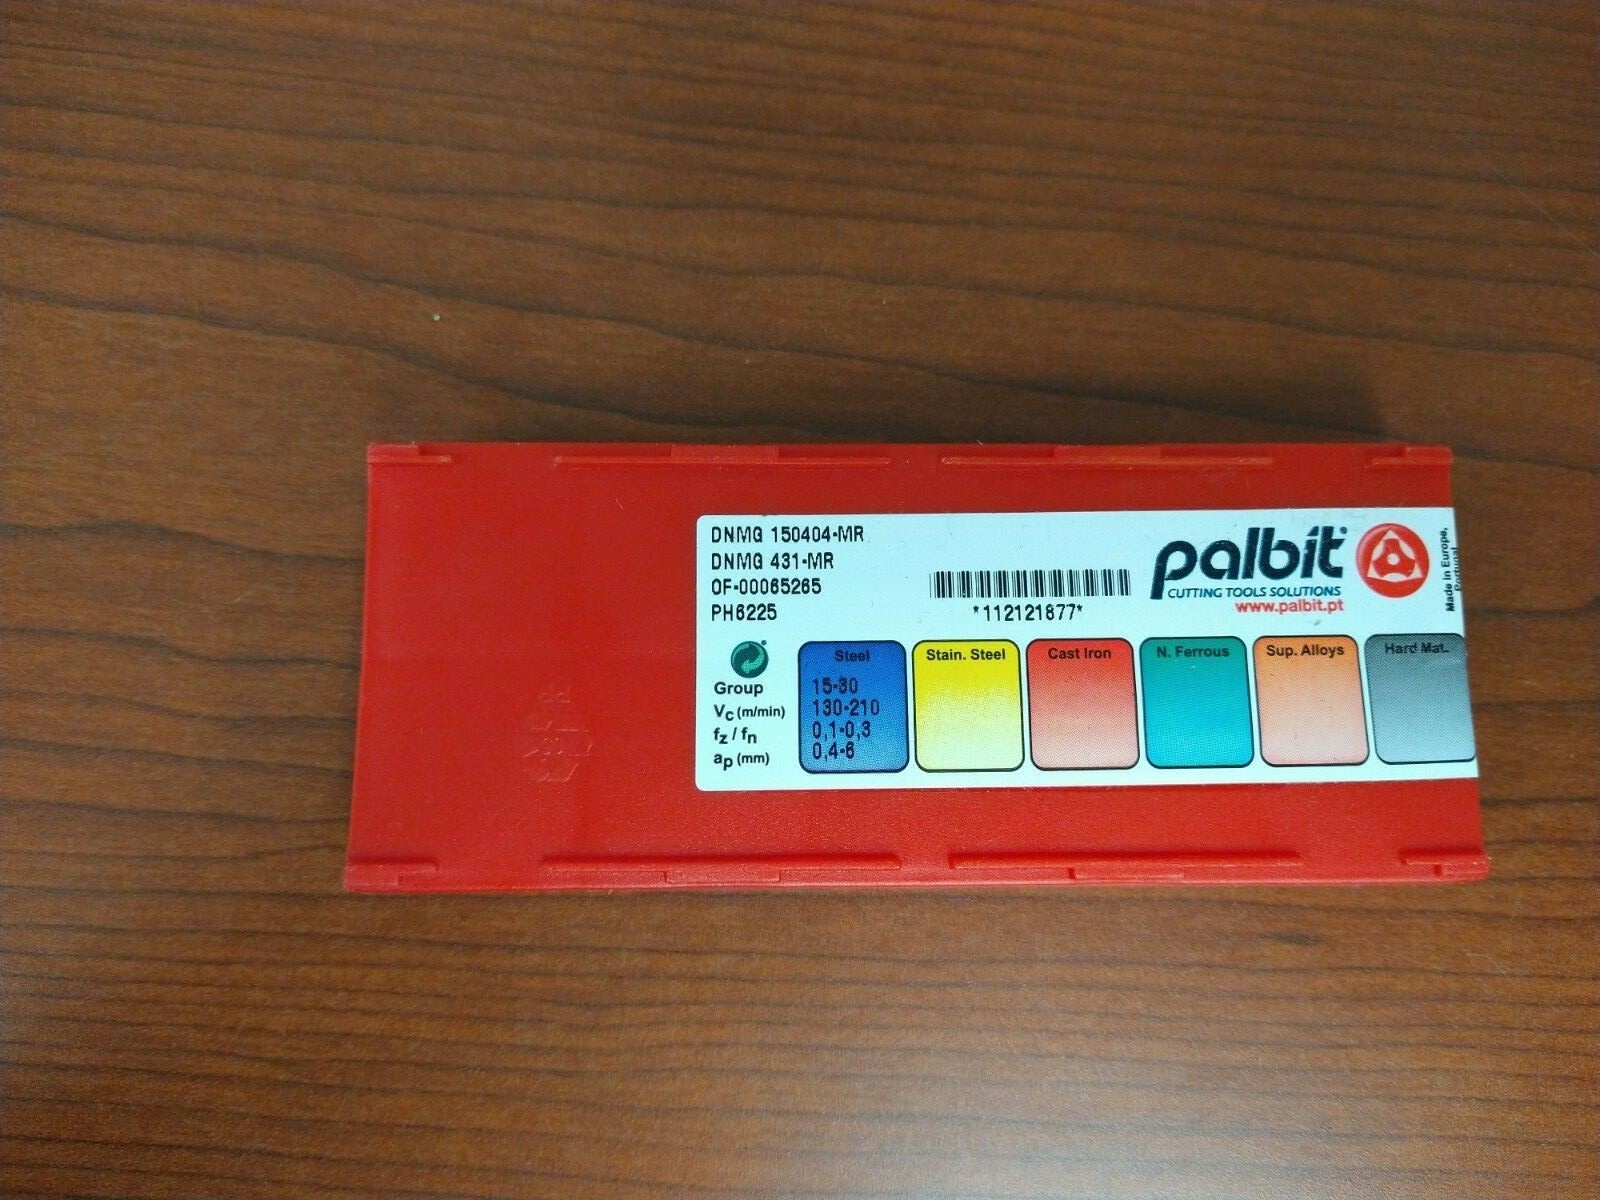 DNMG 150404-MR
DNMG 431-MR
OF-00065265
PH6225
*112121877*
palbit
CUTTING TOOLS SOLUTIONS
www.palbit.pt
Made in Europe,
Portugal
Steel
Stain. Steel
Cast Iron
N. Ferrous
Sup. Alloys
Hard Mat.
Group 15-30
Vc (m/min) 130-210
fz / fn 0,1-0,3
ap (mm) 0,4-6